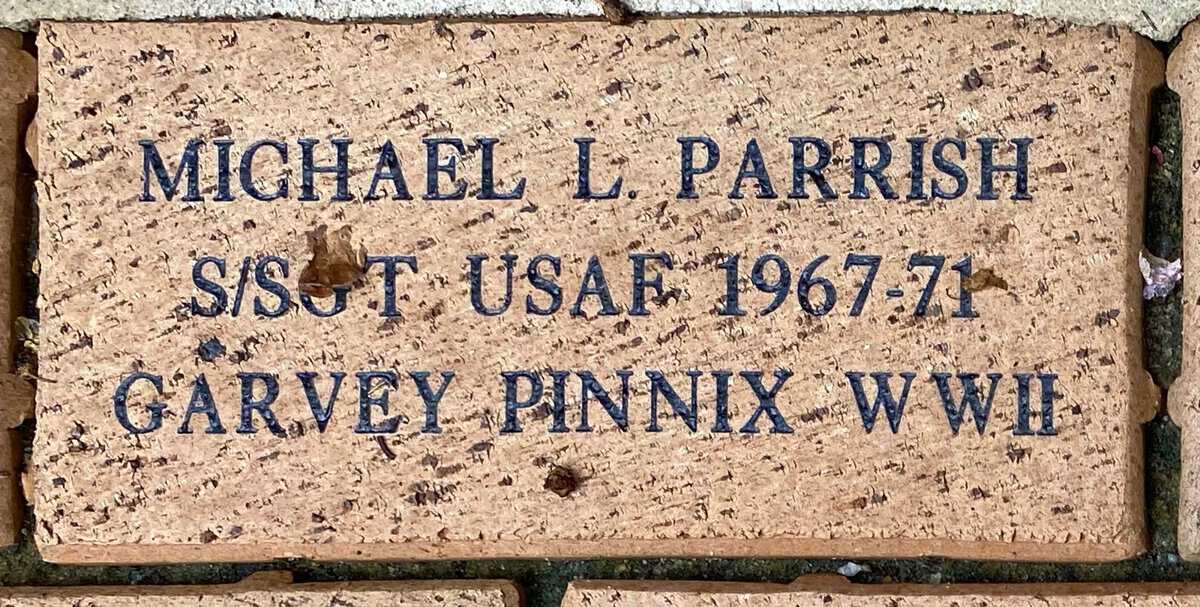 MICHAEL L. PARRISH
S/SGT USAF 1967-71
GARVEY PINNIX WWII